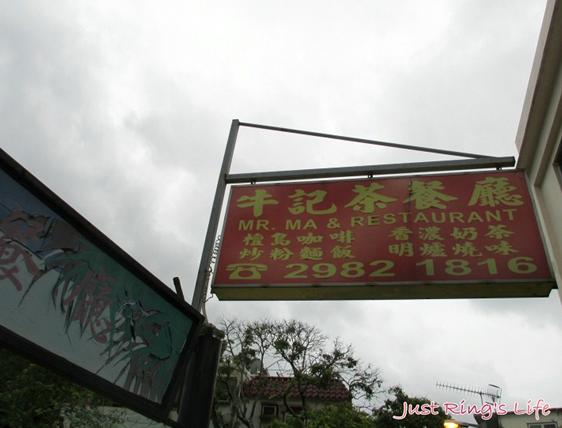 牛記茶餐廳
MR. MA & RESTAURANT
檀島咖啡 香濃奶茶
炒粉麵飯 明爐燒味
☎2982 1816
廳
Just Ring's Life